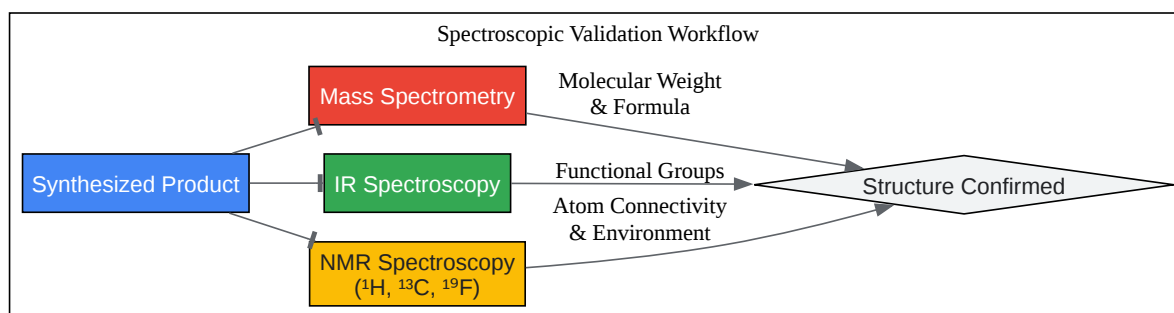 Spectroscopic Validation Workflow
Mass Spectrometry
Molecular Weight
& Formula
Synthesized Product
IR Spectroscopy
Functional Groups
Structure Confirmed
Atom Connectivity
& Environment
NMR Spectroscopy
(¹H, ¹³C, ¹⁹F)